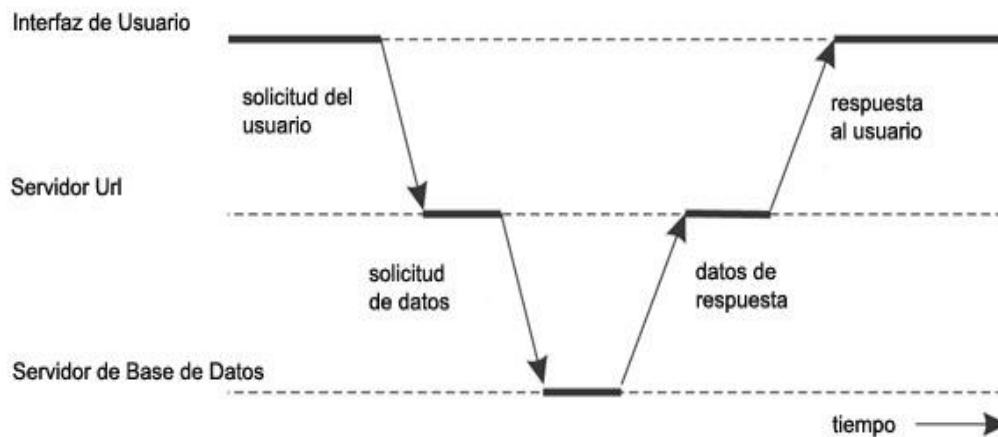 Interfaz de Usuario
solicitud del
usuario
respuesta
al usuario
Servidor Url
solicitud
de datos
datos de
respuesta
Servidor de Base de Datos
tiempo